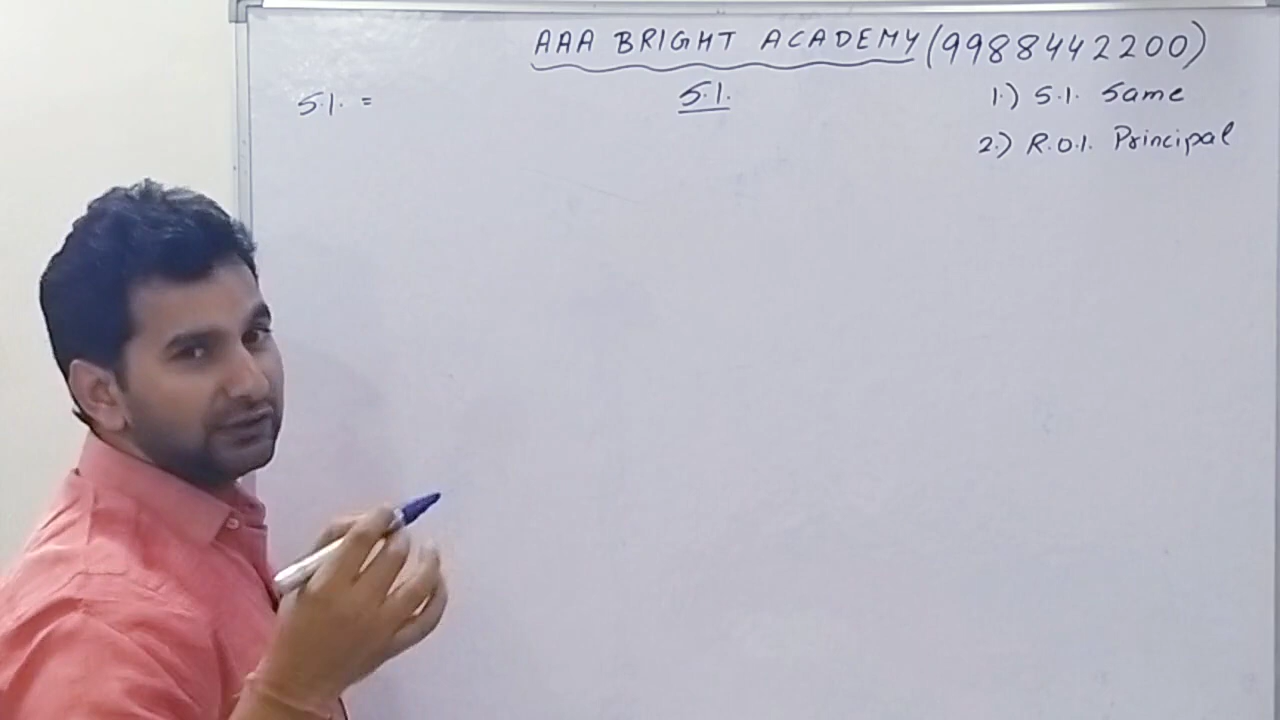 AAA BRIGHT ACADEMY (9988442200)
S.I. =
S.I.
1.) S.I. Same
2.) R.O.I. Principal